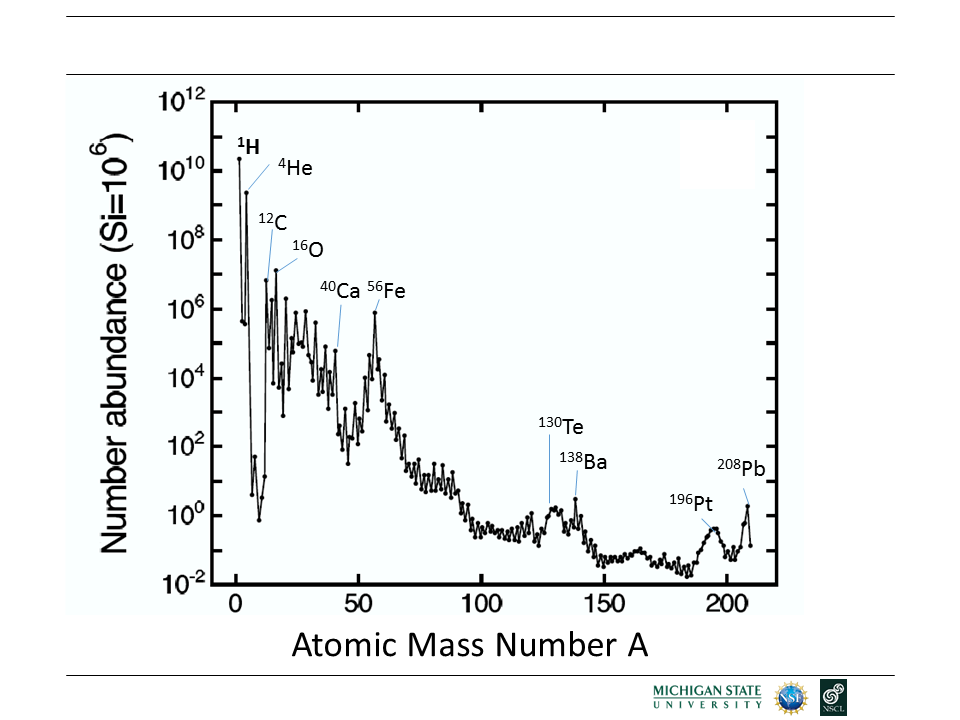 Number abundance (Si=10⁶)
10¹²
10¹⁰
10⁸
10⁶
10⁴
10²
10⁰
10⁻²
¹H
⁴He
¹²C
¹⁶O
⁴⁰Ca
⁵⁶Fe
¹³⁰Te
¹³⁸Ba
²⁰⁸Pb
¹⁹⁶Pt
0
50
100
150
200
Atomic Mass Number A
MICHIGAN STATE
UNIVERSITY
NSF
NSCL